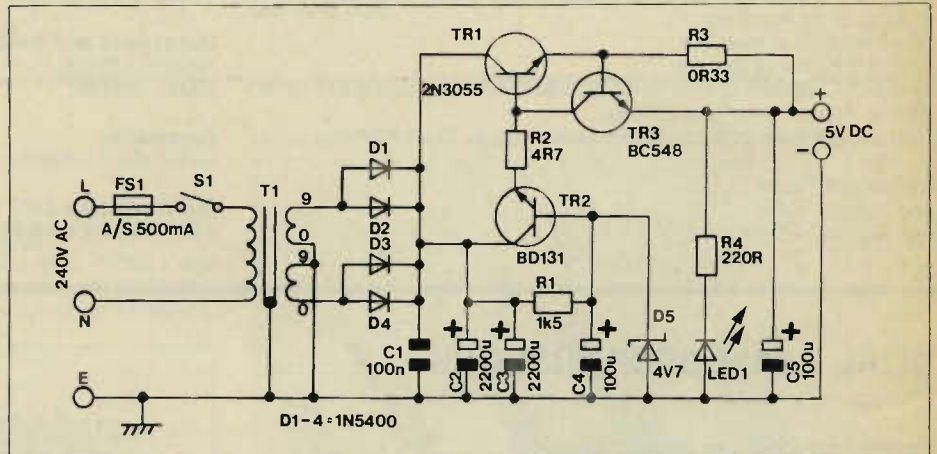 TR1
2N3055
R3
0R33
+
5V DC
-
TR3
BC548
R2
4R7
D1
D2
D3
D4
L
FS1
A/S 500mA
S1
T1
9
0
9
0
240V AC
N
TR2
BD131
R1
1k5
R4
220R
D5
4V7
LED1
C1
100n
+
C2
2200u
+
C3
2200u
+
C4
100u
+
C5
100u
E
D1-4 = 1N5400